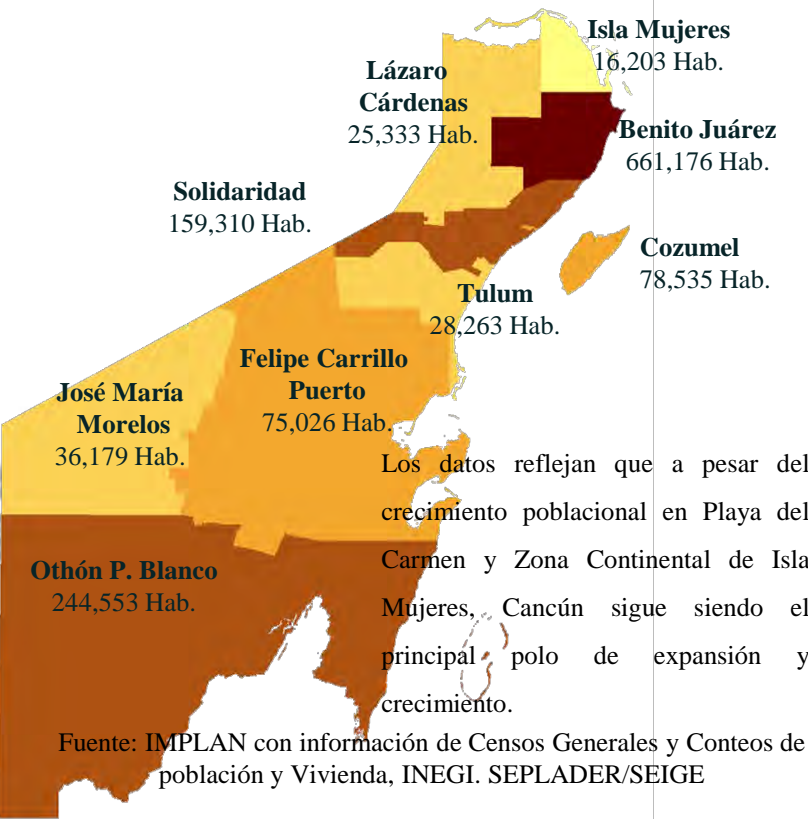 Isla Mujeres
16,203 Hab.
Lázaro
Cárdenas
25,333 Hab.
Benito Juárez
661,176 Hab.
Solidaridad
159,310 Hab.
Cozumel
78,535 Hab.
Tulum
28,263 Hab.
Felipe Carrillo
Puerto
75,026 Hab.
José María
Morelos
36,179 Hab.
Othón P. Blanco
244,553 Hab.
Los datos reflejan que a pesar del
crecimiento poblacional en Playa del
Carmen y Zona Continental de Isla
Mujeres, Cancún sigue siendo el
principal polo de expansión y
crecimiento.
Fuente: IMPLAN con información de Censos Generales y Conteos de
población y Vivienda, INEGI. SEPLADER/SEIGE